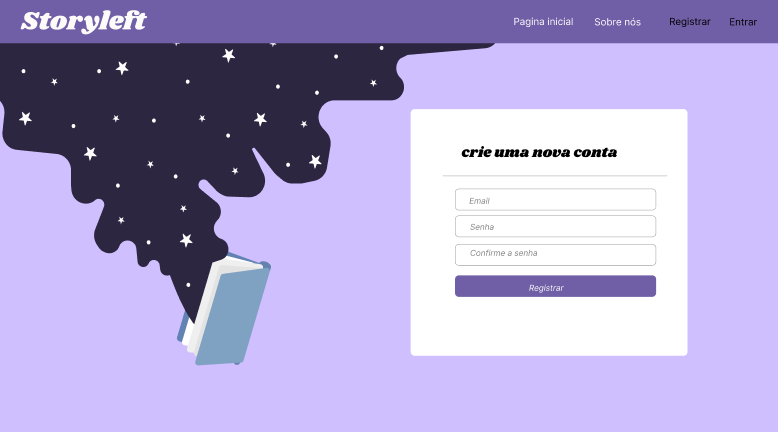 Storyleft
Pagina inicial
Sobre nós
Registrar
Entrar
crie uma nova conta
Email
Senha
Confirme a senha
Registrar